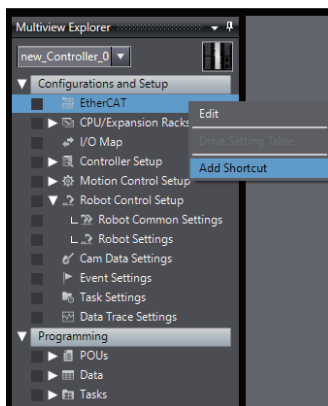 Multiview Explorer
new_Controller_0
Configurations and Setup
EtherCAT
Edit
CPU/Expansion Racks
Drive Setting Table
I/O Map
Add Shortcut
Controller Setup
Motion Control Setup
Robot Control Setup
Robot Common Settings
Robot Settings
Cam Data Settings
Event Settings
Task Settings
Data Trace Settings
Programming
POUs
Data
Tasks